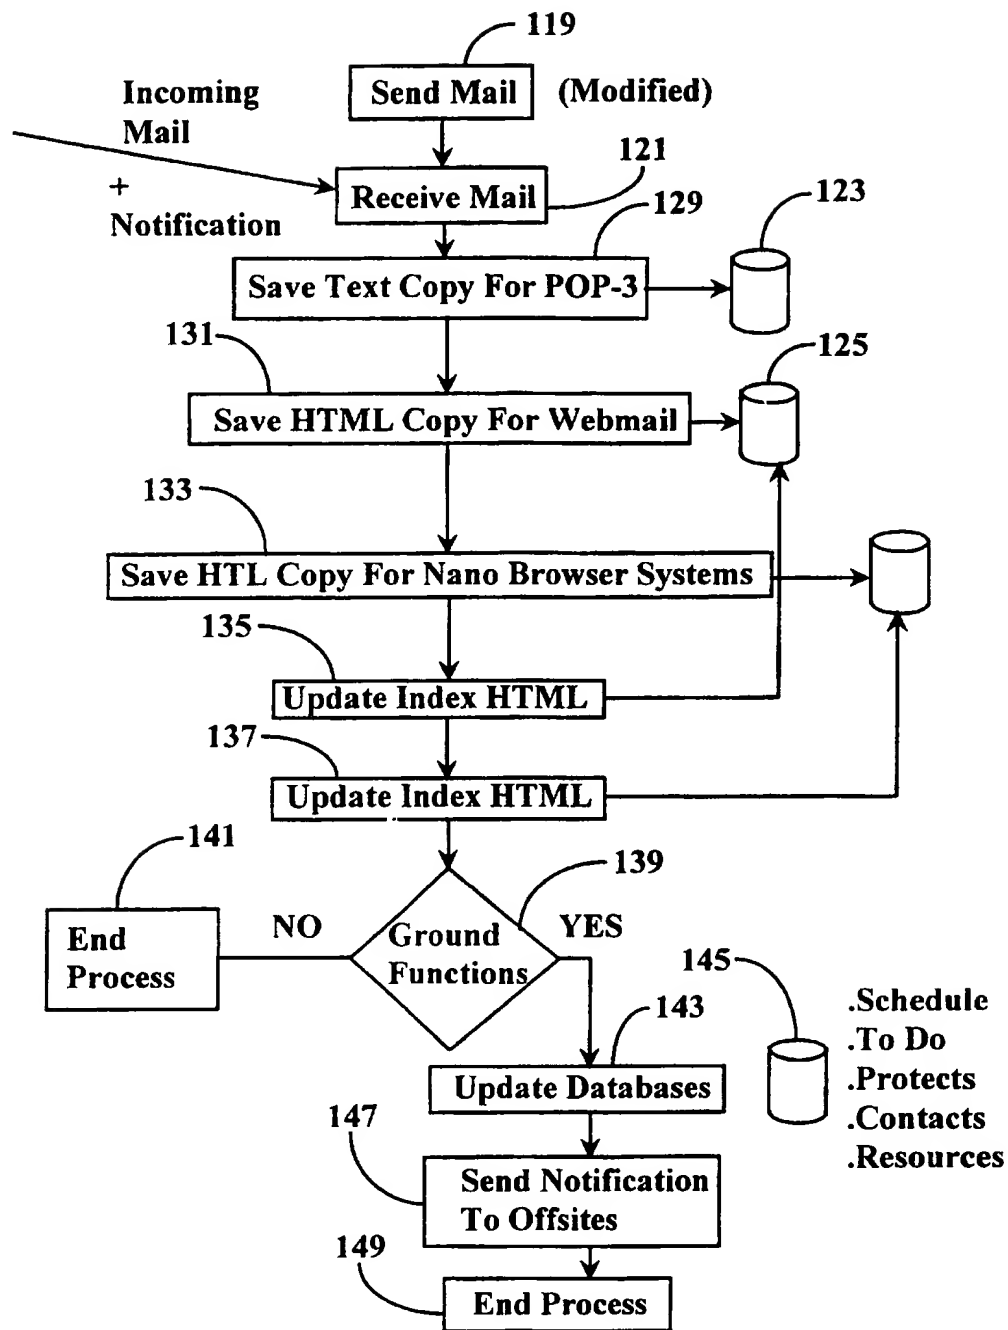 119
Send Mail
(Modified)
Incoming
Mail
+
Notification
121
Receive Mail
129
123
Save Text Copy For POP-3
131
125
Save HTML Copy For Webmail
133
Save HTL Copy For Nano Browser Systems
135
Update Index HTML
137
Update Index HTML
141
139
End
Process
NO
Ground
Functions
YES
145
.Schedule
.To Do
.Protects
.Contacts
.Resources
143
Update Databases
147
Send Notification
To Offsites
149
End Process